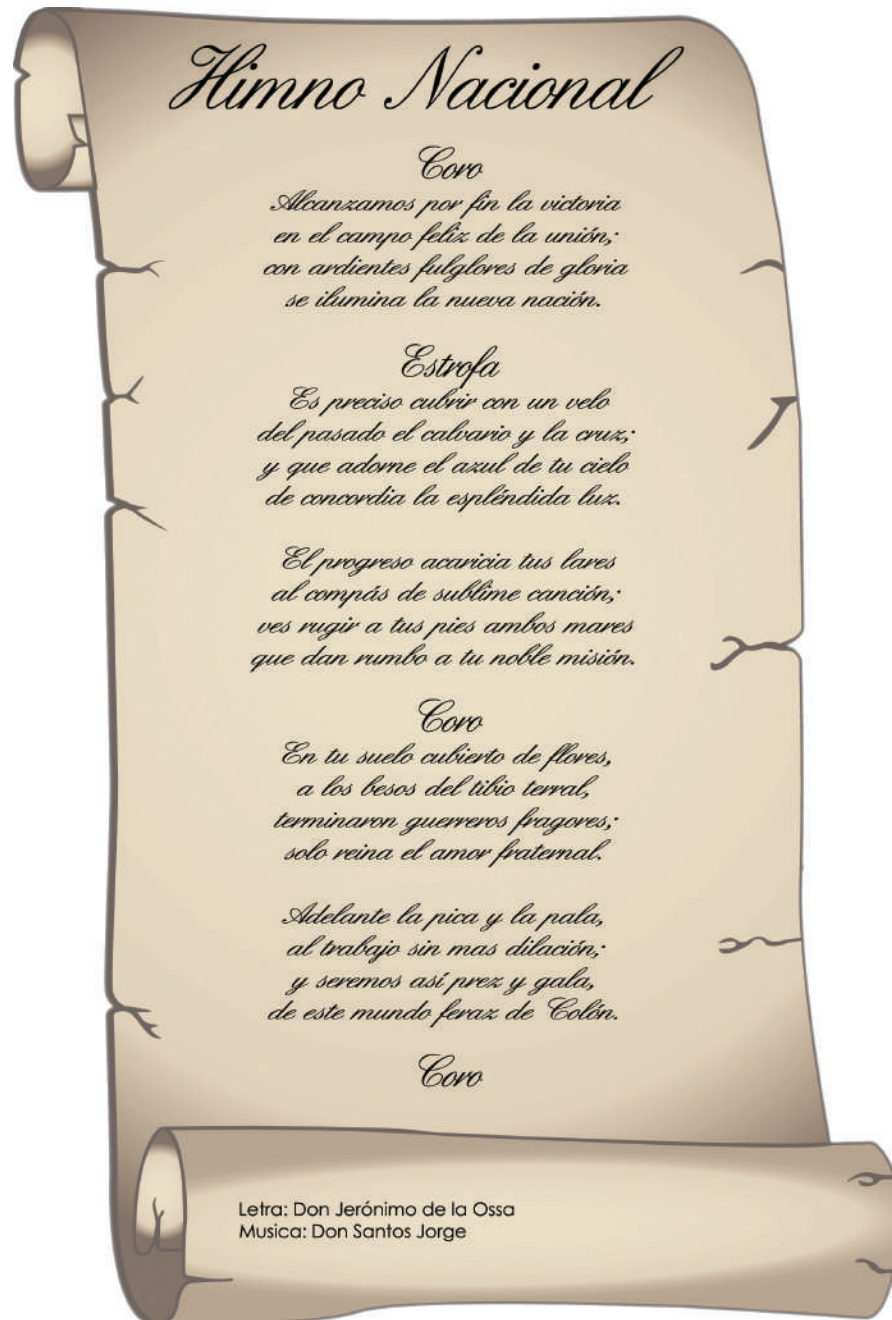 Himno Nacional
Coro
Alcanzamos por fin la victoria
en el campo feliz de la unión;
con ardientes fulglores de gloria
se ilumina la nueva nación.
Estrofa
Es preciso cubrir con un velo
del pasado el calvario y la cruz;
y que adorne el azul de tu cielo
de concordia la espléndida luz.
El progreso acaricia tus lares
al compás de sublime canción;
ves rugir a tus pies ambos mares
que dan rumbo a tu noble misión.
Coro
En tu suelo cubierto de flores,
a los besos del tibio terral,
terminaron guerreros fragores;
solo reina el amor fraternal.
Adelante la pica y la pala,
al trabajo sin mas dilación;
y seremos así prez y gala,
de este mundo feraz de Colón.
Coro
Letra: Don Jerónimo de la Ossa
Musica: Don Santos Jorge